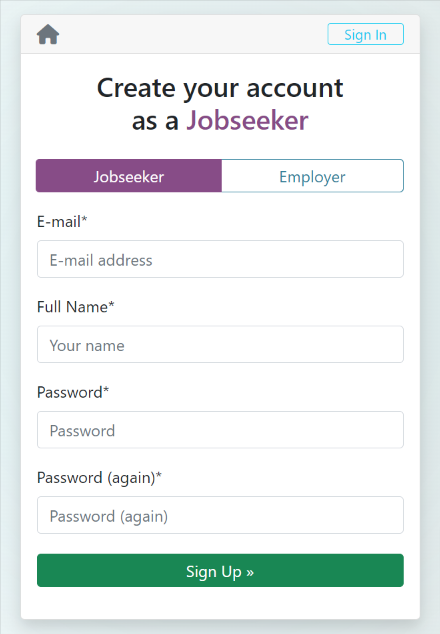 Sign In
Create your account
as a Jobseeker
Jobseeker
Employer
E-mail*
E-mail address
Full Name*
Your name
Password*
Password
Password (again)*
Password (again)
Sign Up »